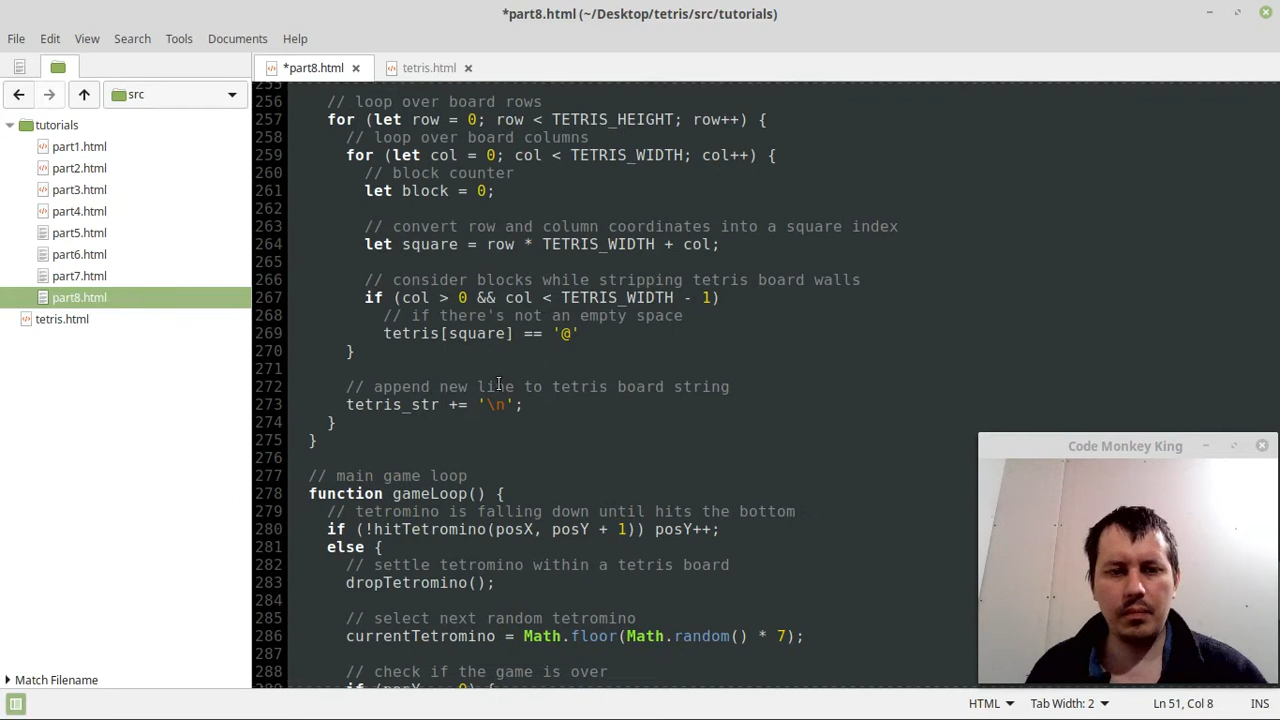 *part8.html (~/Desktop/tetris/src/tutorials)
File Edit View Search Tools Documents Help
*part8.html
tetris.html
src
tutorials
part1.html
part2.html
part3.html
part4.html
part5.html
part6.html
part7.html
part8.html
tetris.html
Match Filename
255
256 // loop over board rows
257 for (let row = 0; row < TETRIS_HEIGHT; row++) {
258 // loop over board columns
259 for (let col = 0; col < TETRIS_WIDTH; col++) {
260 // block counter
261 let block = 0;
262
263 // convert row and column coordinates into a square index
264 let square = row * TETRIS_WIDTH + col;
265
266 // consider blocks while stripping tetris board walls
267 if (col > 0 && col < TETRIS_WIDTH - 1)
268 // if there's not an empty space
269 tetris[square] == '@'
270 }
271
272 // append new line to tetris board string
273 tetris_str += '\n';
274 }
275 }
276
277 // main game loop
278 function gameLoop() {
279 // tetromino is falling down until hits the bottom
280 if (!hitTetromino(posX, posY + 1)) posY++;
281 else {
282 // settle tetromino within a tetris board
283 dropTetromino();
284
285 // select next random tetromino
286 currentTetromino = Math.floor(Math.random() * 7);
287
288 // check if the game is over
Code Monkey King
HTML Tab Width: 2 Ln 51, Col 8 INS